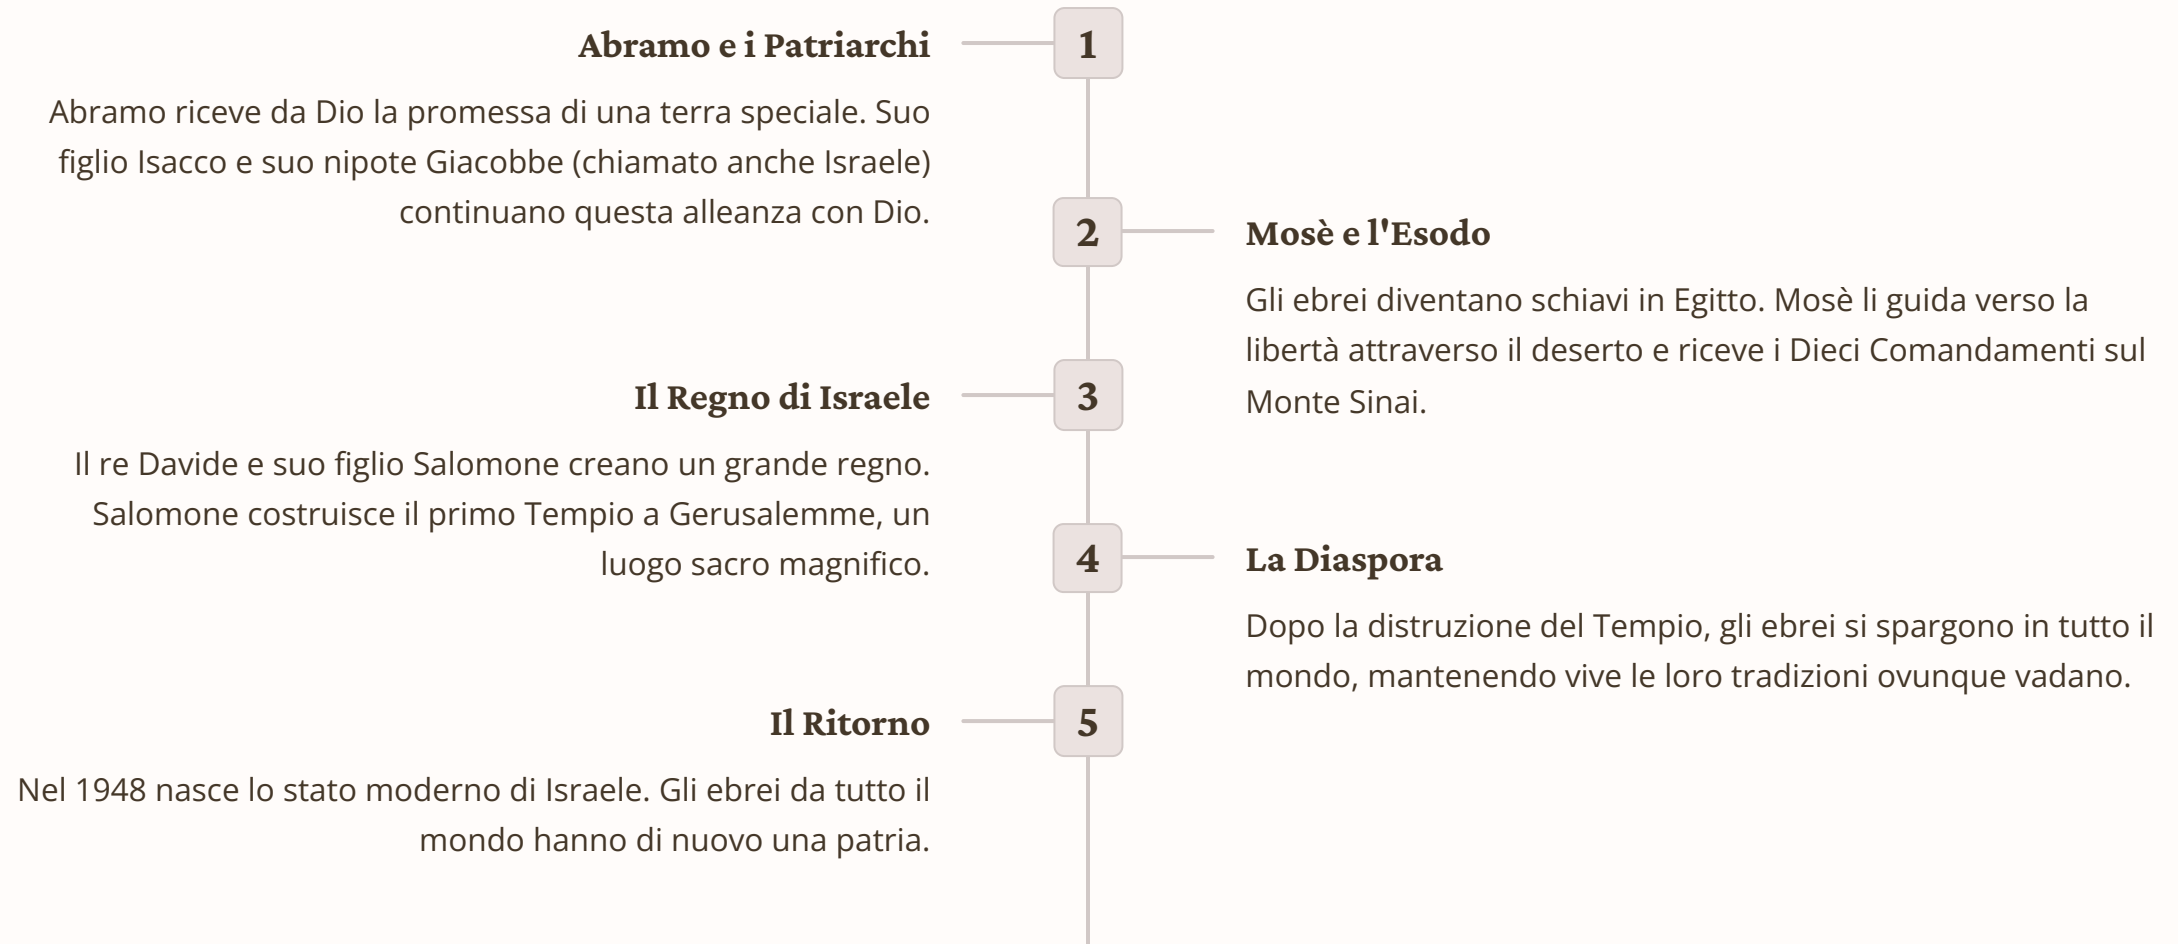 Abramo e i Patriarchi
1
Abramo riceve da Dio la promessa di una terra speciale. Suo
figlio Isacco e suo nipote Giacobbe (chiamato anche Israele)
continuano questa alleanza con Dio.
2
Mosè e l'Esodo
Gli ebrei diventano schiavi in Egitto. Mosè li guida verso la
libertà attraverso il deserto e riceve i Dieci Comandamenti sul
Monte Sinai.
Il Regno di Israele
3
Il re Davide e suo figlio Salomone creano un grande regno.
Salomone costruisce il primo Tempio a Gerusalemme, un
luogo sacro magnifico.
4
La Diaspora
Dopo la distruzione del Tempio, gli ebrei si spargono in tutto il
mondo, mantenendo vive le loro tradizioni ovunque vadano.
Il Ritorno
5
Nel 1948 nasce lo stato moderno di Israele. Gli ebrei da tutto il
mondo hanno di nuovo una patria.